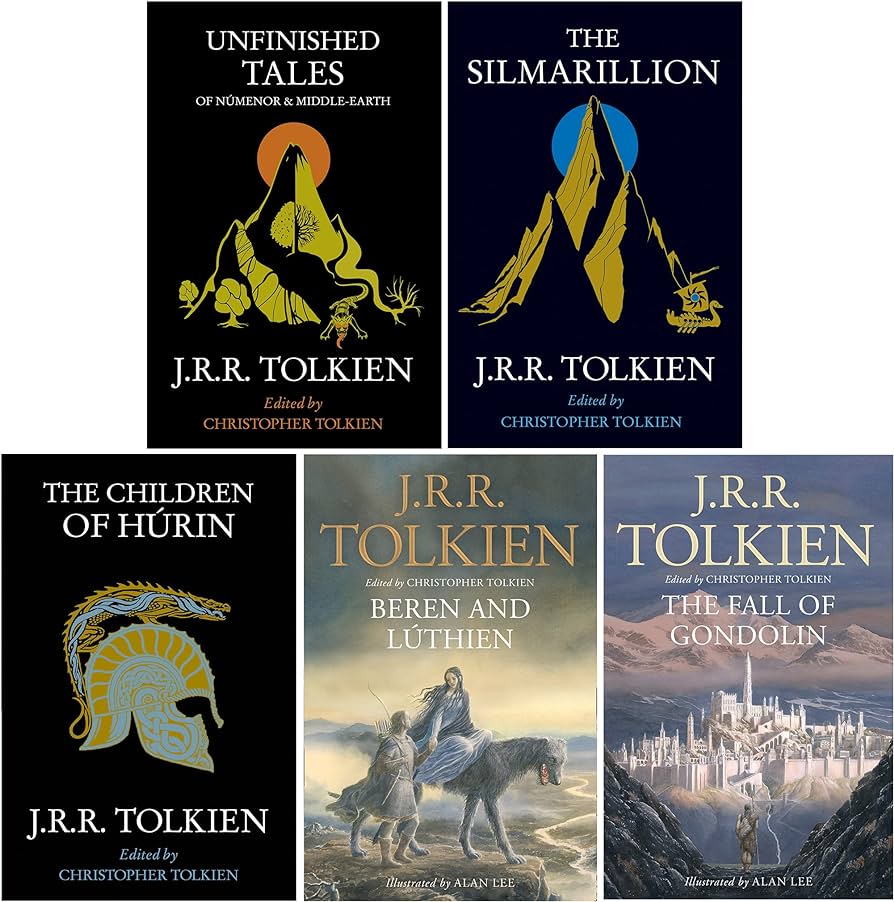 UNFINISHED
TALES
OF NÚMENOR & MIDDLE-EARTH
J.R.R. TOLKIEN
Edited by
CHRISTOPHER TOLKIEN
THE
SILMARILLION
J.R.R. TOLKIEN
Edited by
CHRISTOPHER TOLKIEN
THE CHILDREN
OF HÚRIN
J.R.R. TOLKIEN
Edited by
CHRISTOPHER TOLKIEN
J.R.R.
TOLKIEN
Edited by CHRISTOPHER TOLKIEN
BEREN AND
LÚTHIEN
Illustrated by ALAN LEE
J.R.R.
TOLKIEN
Edited by CHRISTOPHER TOLKIEN
THE FALL OF
GONDOLIN
Illustrated by ALAN LEE